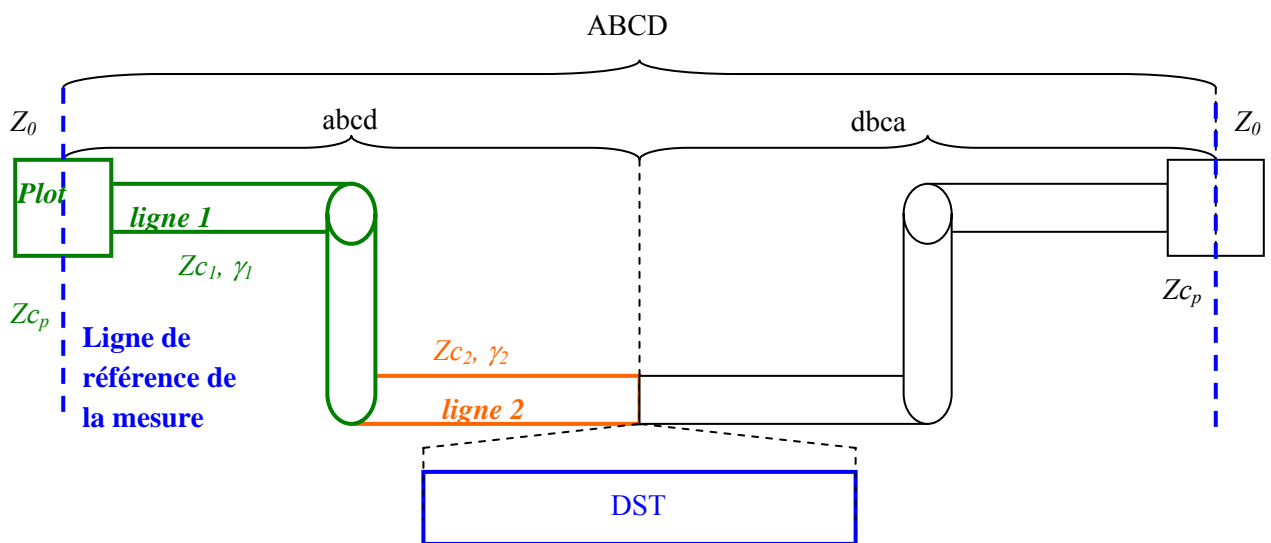 ABCD
Z0 abcd dbca Z0
Plot
ligne 1
Zc1, γ1
Zcp Zcp
Ligne de
référence de
la mesure
Zc2, γ2
ligne 2
DST